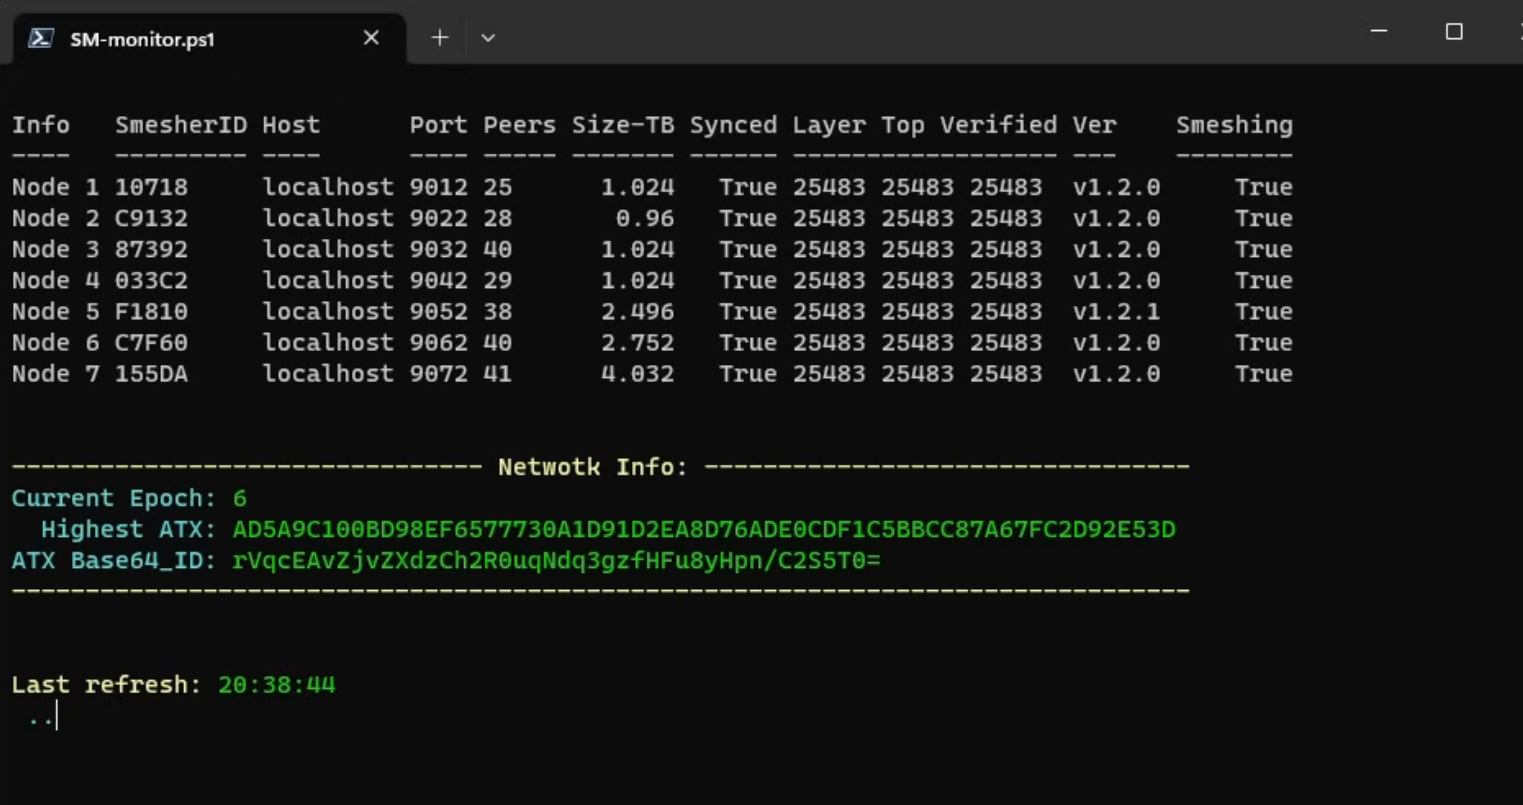 SM-monitor.ps1
Info   SmesherID Host      Port Peers Size-TB Synced Layer Top Verified Ver    Smeshing
----   --------- ----      ---- ----- ------- ------ ------------------ ---    --------
Node 1 10718     localhost 9012 25      1.024   True 25483 25483 25483  v1.2.0     True
Node 2 C9132     localhost 9022 28       0.96   True 25483 25483 25483  v1.2.0     True
Node 3 87392     localhost 9032 40      1.024   True 25483 25483 25483  v1.2.0     True
Node 4 033C2     localhost 9042 29      1.024   True 25483 25483 25483  v1.2.0     True
Node 5 F1810     localhost 9052 38      2.496   True 25483 25483 25483  v1.2.1     True
Node 6 C7F60     localhost 9062 40      2.752   True 25483 25483 25483  v1.2.0     True
Node 7 155DA     localhost 9072 41      4.032   True 25483 25483 25483  v1.2.0     True
-------------------------------- Netwotk Info: ---------------------------------
Current Epoch: 6
  Highest ATX: AD5A9C100BD98EF6577730A1D91D2EA8D76ADE0CDF1C5BBCC87A67FC2D92E53D
ATX Base64_ID: rVqcEAvZjvZXdzCh2R0uqNdq3gzfHFu8yHpn/C2S5T0=
--------------------------------------------------------------------------------
Last refresh: 20:38:44
 ..